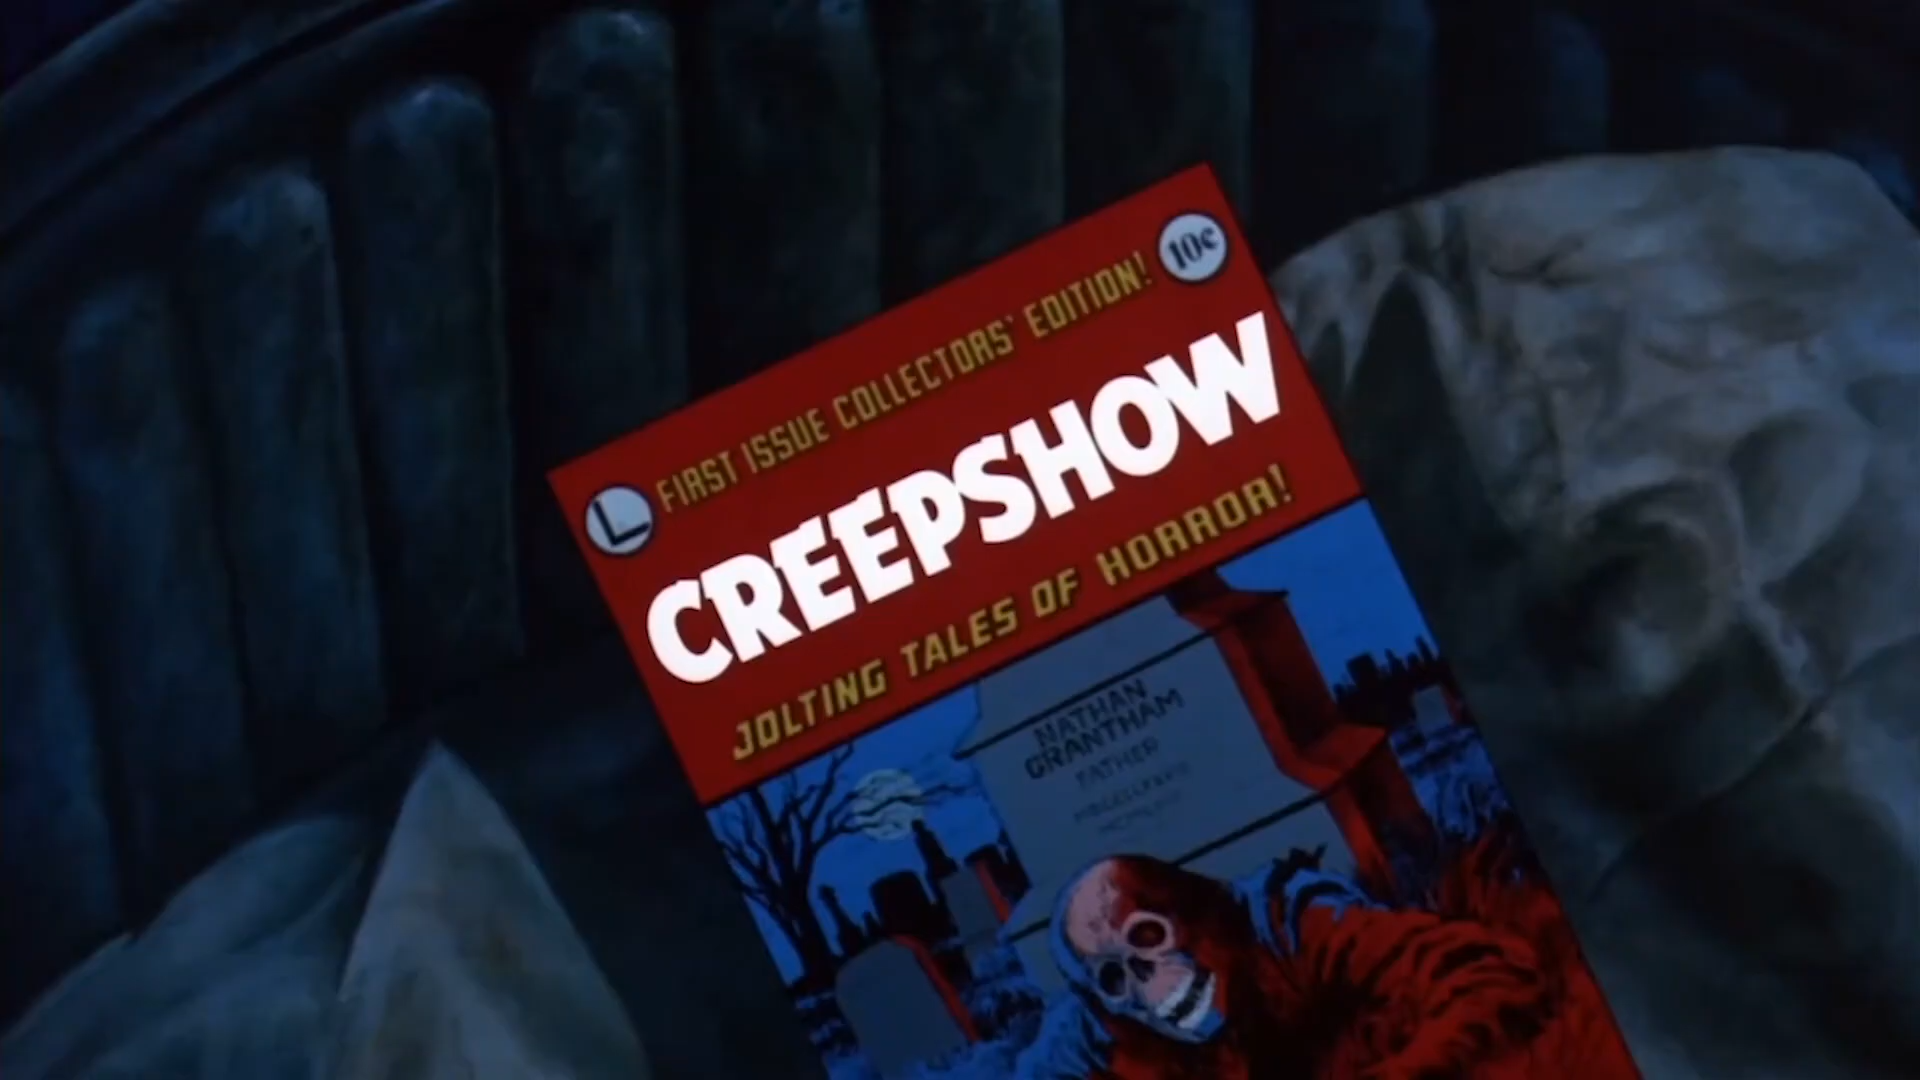 FIRST ISSUE COLLECTORS' EDITION!
10¢
L
CREEPSHOW
JOLTING TALES OF HORROR!
NATHAN
GRANTHAM
FATHER